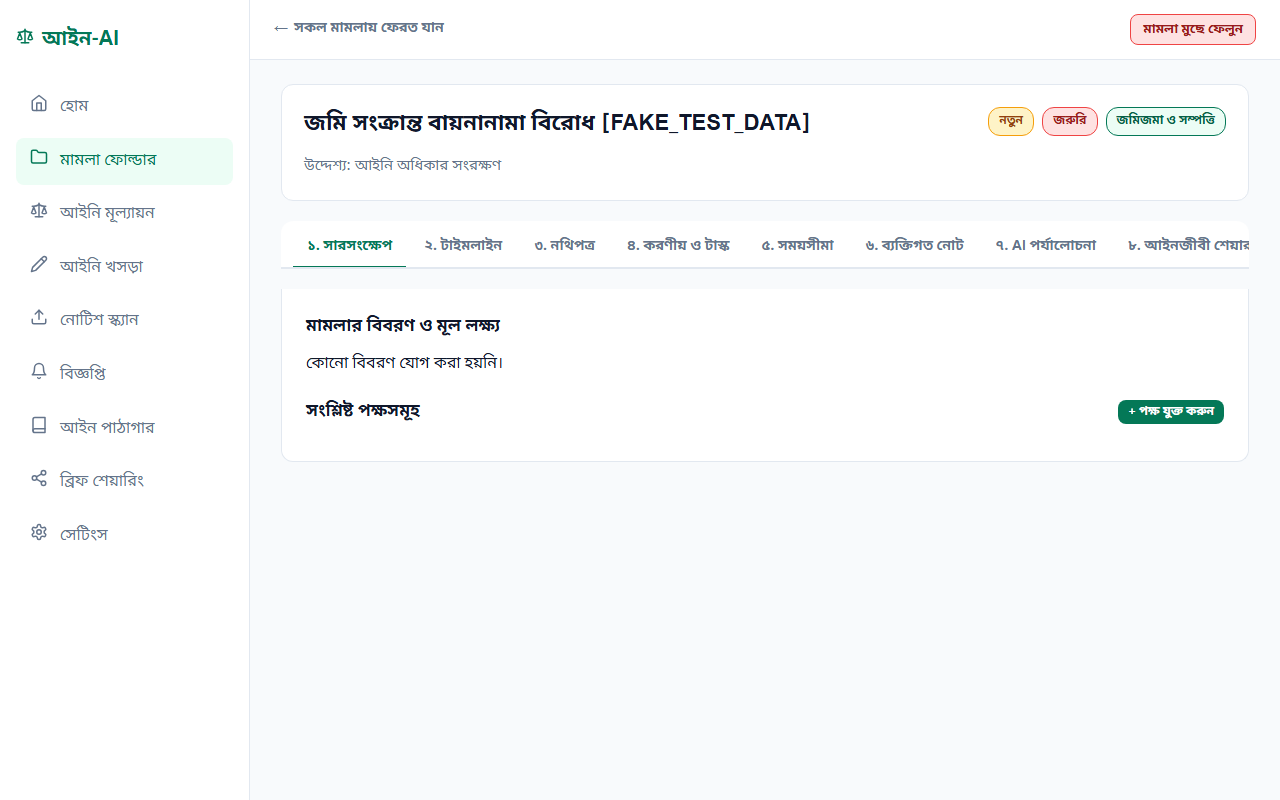 আইন-AI
হোম
মামলা ফোল্ডার
আইনি মূল্যায়ন
আইনি খসড়া
নোটিশ স্ক্যান
বিজ্ঞপ্তি
আইন পাঠাগার
ব্রিফ শেয়ারিং
সেটিংস
← সকল মামলায় ফেরত যান
মামলা মুছে ফেলুন
জমি সংক্রান্ত বায়নানামা বিরোধ [FAKE_TEST_DATA]
নতুন জরুরি জমিজমা ও সম্পত্তি
উদ্দেশ্য: আইনি অধিকার সংরক্ষণ
১. সারসংক্ষেপ ২. টাইমলাইন ৩. নথিপত্র ৪. করণীয় ও টাস্ক ৫. সময়সীমা ৬. ব্যক্তিগত নোট ৭. AI পর্যালোচনা ৮. আইনজীবী শেয়ার
মামলার বিবরণ ও মূল লক্ষ্য
কোনো বিবরণ যোগ করা হয়নি।
সংশ্লিষ্ট পক্ষসমূহ
+ পক্ষ যুক্ত করুন